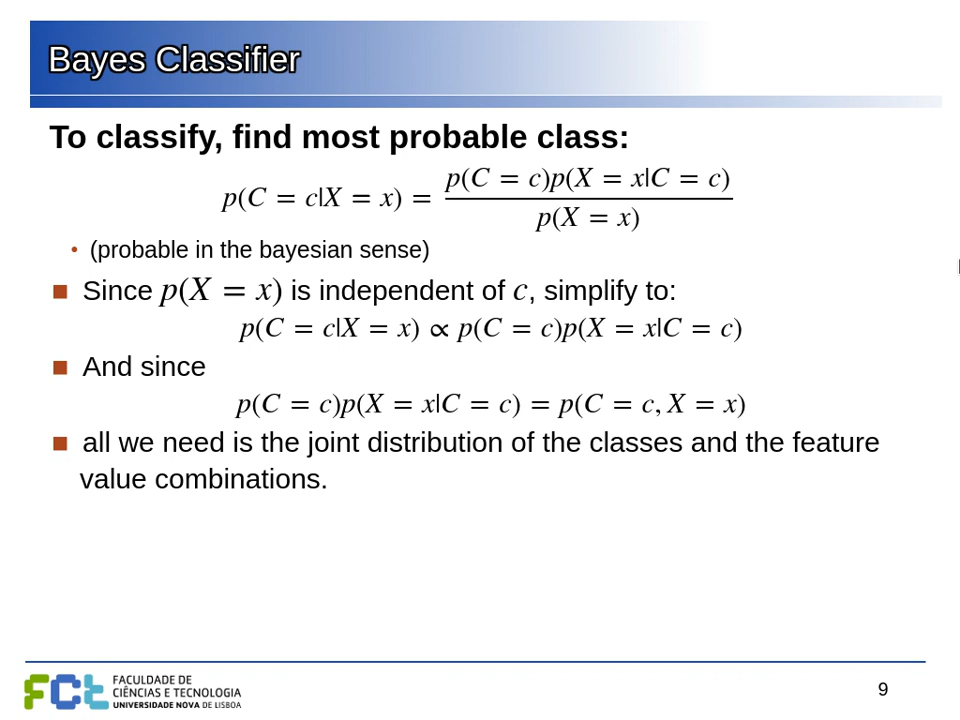 Bayes Classifier
To classify, find most probable class:
p(C = c|X = x) = p(C = c)p(X = x|C = c) / p(X = x)
• (probable in the bayesian sense)
■ Since p(X = x) is independent of c, simplify to:
p(C = c|X = x) ∝ p(C = c)p(X = x|C = c)
■ And since
p(C = c)p(X = x|C = c) = p(C = c, X = x)
■ all we need is the joint distribution of the classes and the feature
value combinations.
FCt
FACULDADE DE
CIÊNCIAS E TECNOLOGIA
UNIVERSIDADE NOVA DE LISBOA
9